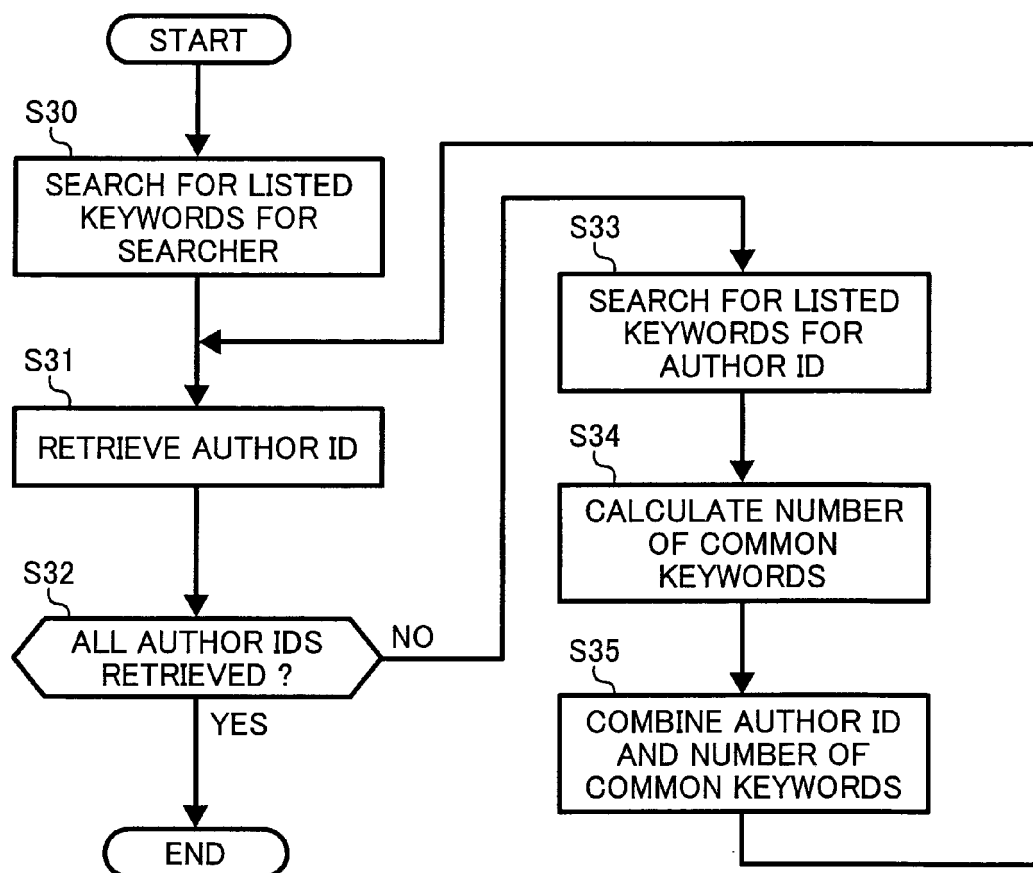 START
S30
SEARCH FOR LISTED
KEYWORDS FOR
SEARCHER
S31
RETRIEVE AUTHOR ID
S32
ALL AUTHOR IDS
RETRIEVED ?
NO
YES
END
S33
SEARCH FOR LISTED
KEYWORDS FOR
AUTHOR ID
S34
CALCULATE NUMBER
OF COMMON
KEYWORDS
S35
COMBINE AUTHOR ID
AND NUMBER OF
COMMON KEYWORDS